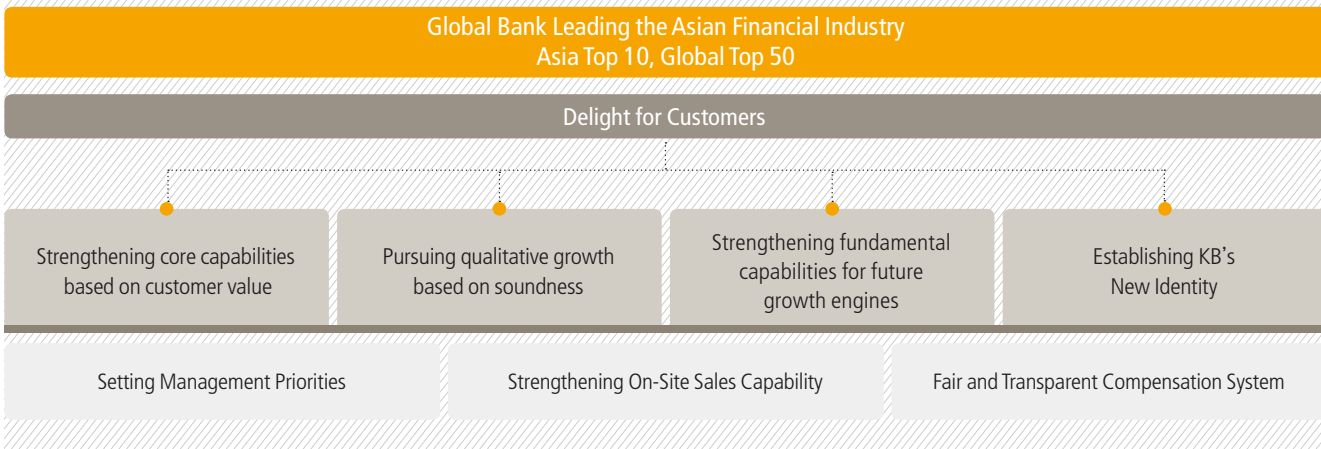 Global Bank Leading the Asian Financial Industry
Asia Top 10, Global Top 50
Delight for Customers
Strengthening core capabilities
based on customer value
Pursuing qualitative growth
based on soundness
Strengthening fundamental
capabilities for future
growth engines
Establishing KB’s
New Identity
Setting Management Priorities
Strengthening On-Site Sales Capability
Fair and Transparent Compensation System